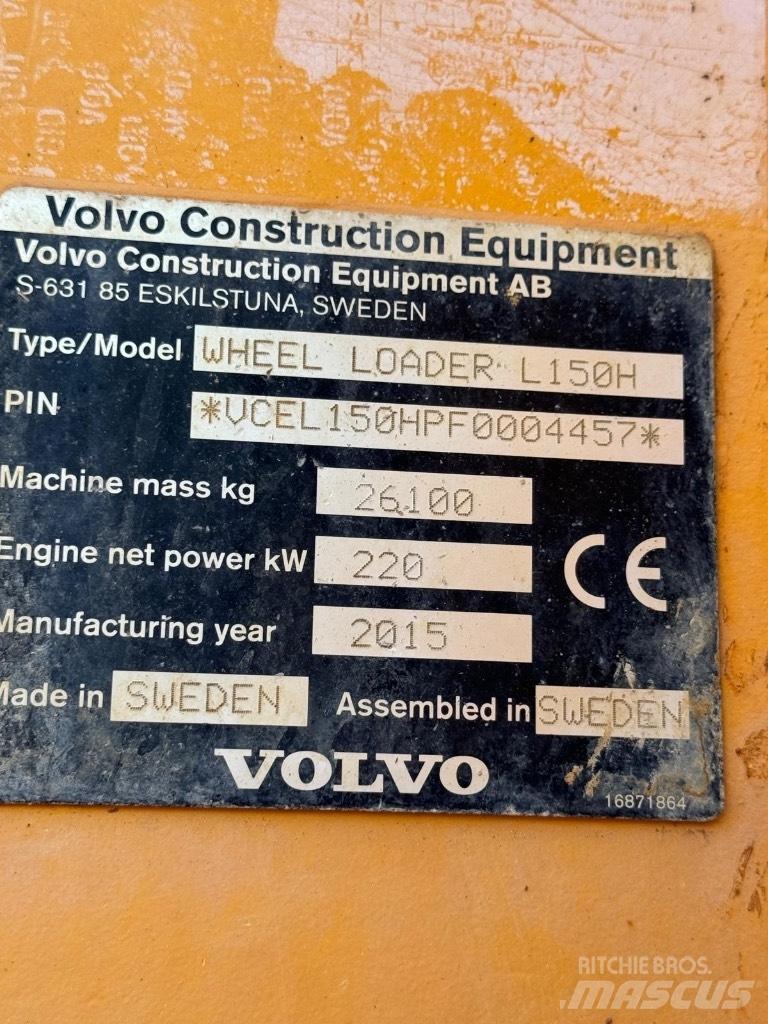 Volvo Construction Equipment
Volvo Construction Equipment AB
S-631 85 ESKILSTUNA, SWEDEN
Type/Model WHEEL LOADER L150H
PIN *VCEL150HPF0004457*
Machine mass kg 26100
Engine net power kW 220
CE
Manufacturing year 2015
Made in SWEDEN Assembled in SWEDEN
VOLVO
16871864
RITCHIE BROS.
MASCUS